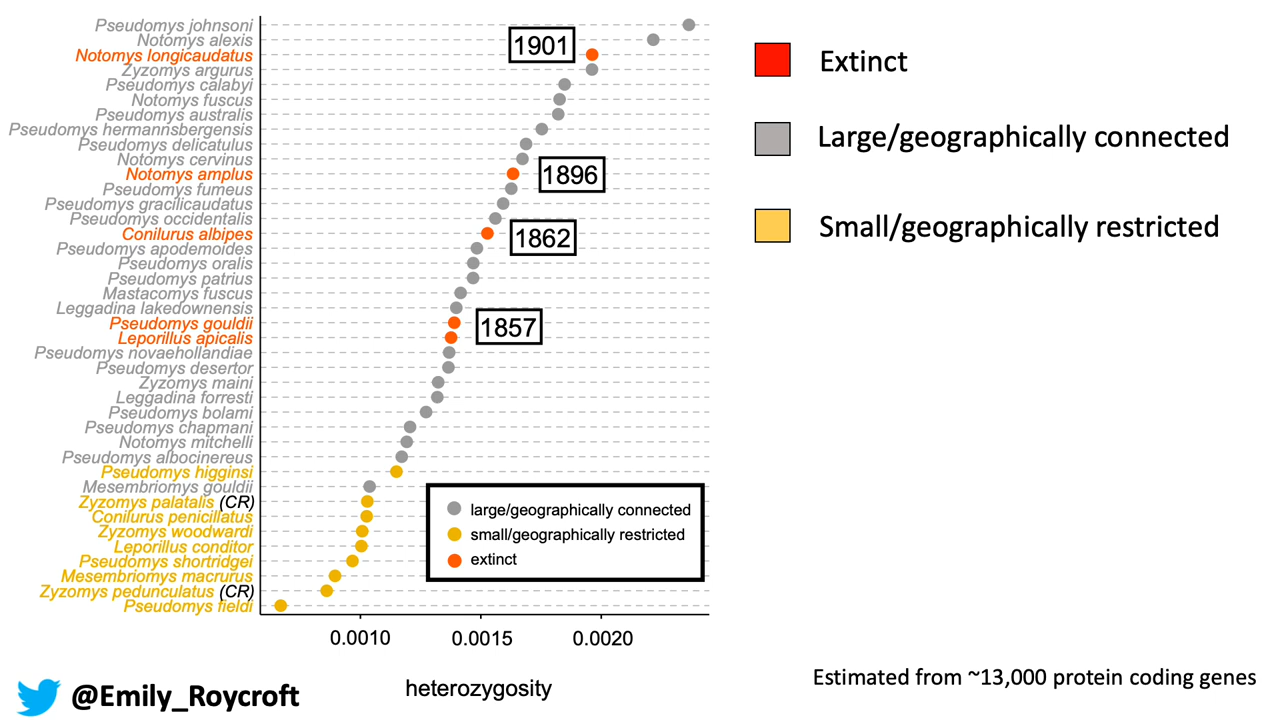 Pseudomys johnsoni
Notomys alexis
Notomys longicaudatus
Zyzomys argurus
Pseudomys calabyi
Notomys fuscus
Pseudomys australis
Pseudomys hermannsbergensis
Pseudomys delicatulus
Notomys cervinus
Notomys amplus
Pseudomys fumeus
Pseudomys gracilicaudatus
Pseudomys occidentalis
Conilurus albipes
Pseudomys apodemoides
Pseudomys oralis
Pseudomys patrius
Mastacomys fuscus
Leggadina lakedownensis
Pseudomys gouldii
Leporillus apicalis
Pseudomys novaehollandiae
Pseudomys desertor
Zyzomys maini
Leggadina forresti
Pseudomys bolami
Pseudomys chapmani
Notomys mitchelli
Pseudomys albocinereus
Pseudomys higginsi
Mesembriomys gouldii
Zyzomys palatalis (CR)
Conilurus penicillatus
Zyzomys woodwardi
Leporillus conditor
Pseudomys shortridgei
Mesembriomys macrurus
Zyzomys pedunculatus (CR)
Pseudomys fieldi
1901
1896
1862
1857
large/geographically connected
small/geographically restricted
extinct
0.0010 0.0015 0.0020
heterozygosity
Extinct
Large/geographically connected
Small/geographically restricted
@Emily_Roycroft
Estimated from ~13,000 protein coding genes